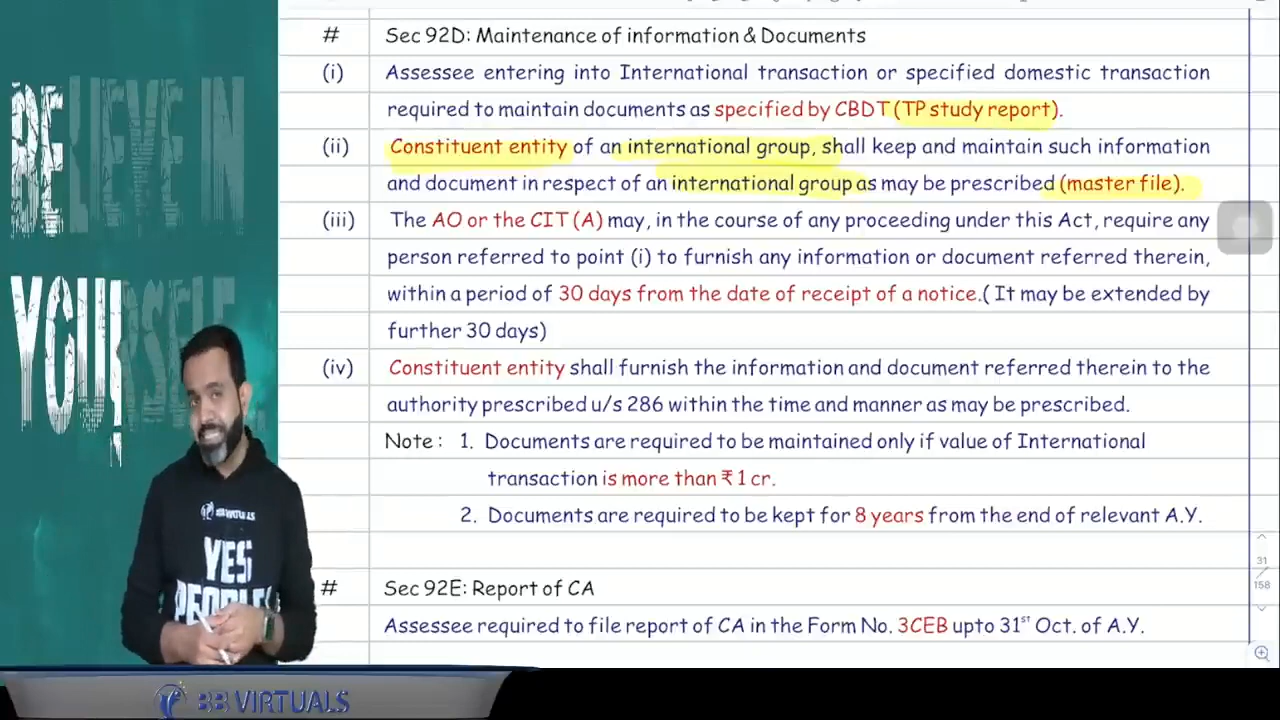 # Sec 92D: Maintenance of information & Documents
(i) Assessee entering into International transaction or specified domestic transaction
required to maintain documents as specified by CBDT (TP study report).
(ii) Constituent entity of an international group, shall keep and maintain such information
and document in respect of an international group as may be prescribed (master file).
(iii) The AO or the CIT (A) may, in the course of any proceeding under this Act, require any
person referred to point (i) to furnish any information or document referred therein,
within a period of 30 days from the date of receipt of a notice.( It may be extended by
further 30 days)
(iv) Constituent entity shall furnish the information and document referred therein to the
authority prescribed u/s 286 within the time and manner as may be prescribed.
Note : 1. Documents are required to be maintained only if value of International
transaction is more than ₹ 1 cr.
2. Documents are required to be kept for 8 years from the end of relevant A.Y.
# Sec 92E: Report of CA
Assessee required to file report of CA in the Form No. 3CEB upto 31st Oct. of A.Y.
31
/
158
BELIEVE IN
YOURSELF
YOU!
BB VIRTUALS
YES
PEOPLE!
BB VIRTUALS